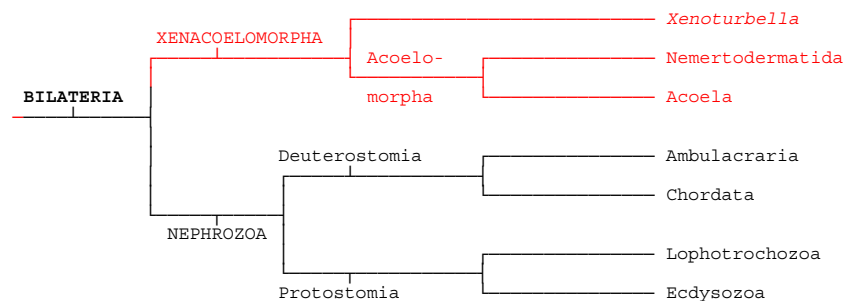 Xenoturbella
XENACOELOMORPHA
Acoelo-
Nemertodermatida
BILATERIA
morpha
Acoela
Deuterostomia
Ambulacraria
Chordata
NEPHROZOA
Lophotrochozoa
Protostomia
Ecdysozoa